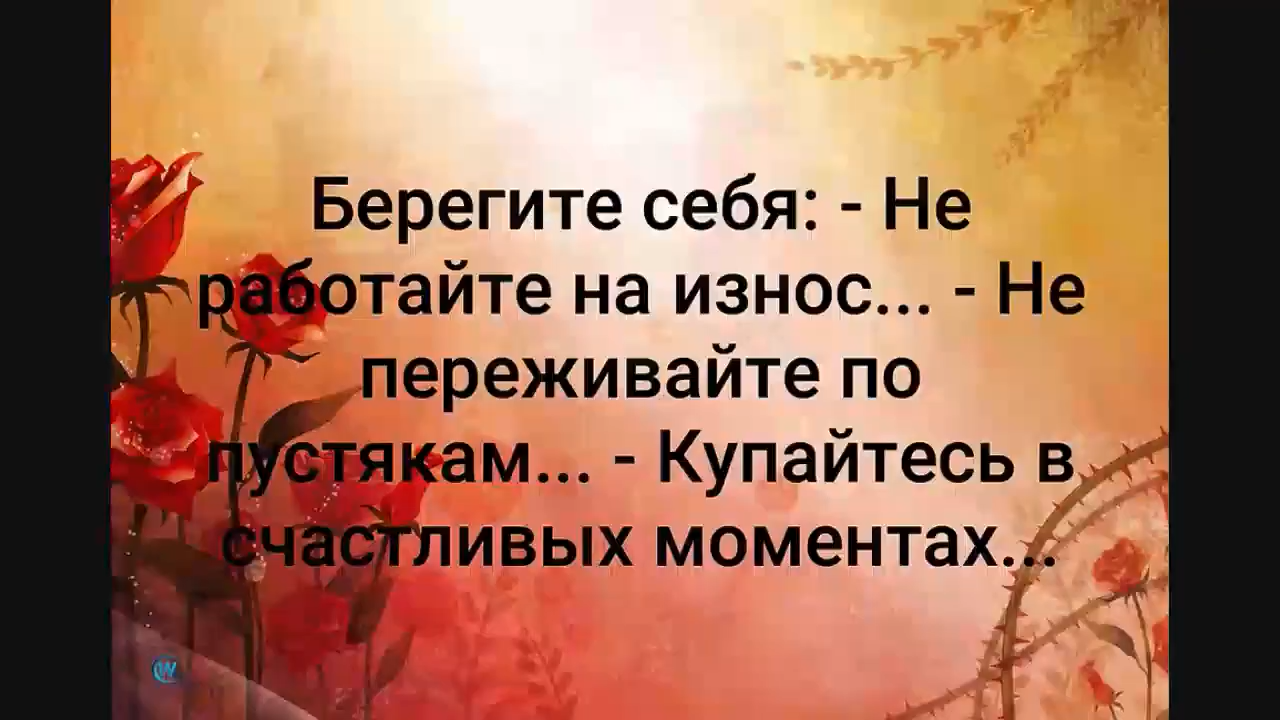 Берегите себя: - Не
работайте на износ... - Не
переживайте по
пустякам... - Купайтесь в
счастливых моментах...
W